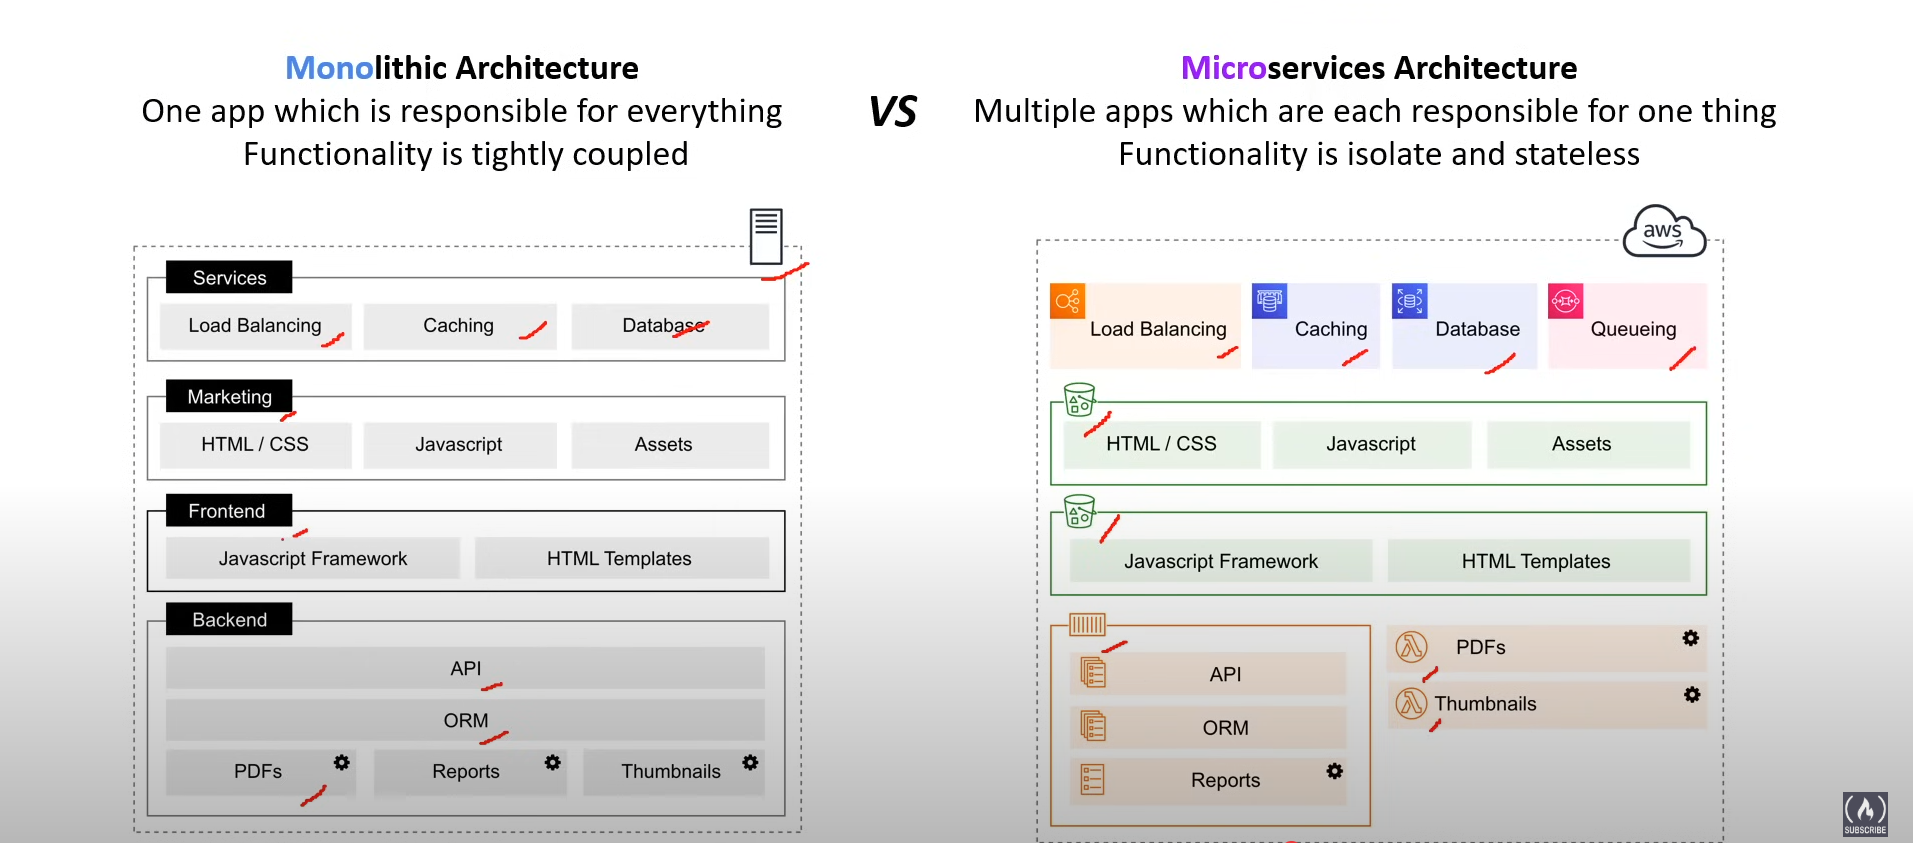 Monolithic Architecture
One app which is responsible for everything
Functionality is tightly coupled
VS
Microservices Architecture
Multiple apps which are each responsible for one thing
Functionality is isolate and stateless
Services
Load Balancing
Caching
Database
Marketing
HTML / CSS
Javascript
Assets
Frontend
Javascript Framework
HTML Templates
Backend
API
ORM
PDFs
Reports
Thumbnails
aws
Load Balancing
Caching
Database
Queueing
HTML / CSS
Javascript
Assets
Javascript Framework
HTML Templates
API
ORM
Reports
PDFs
Thumbnails
SUBSCRIBE